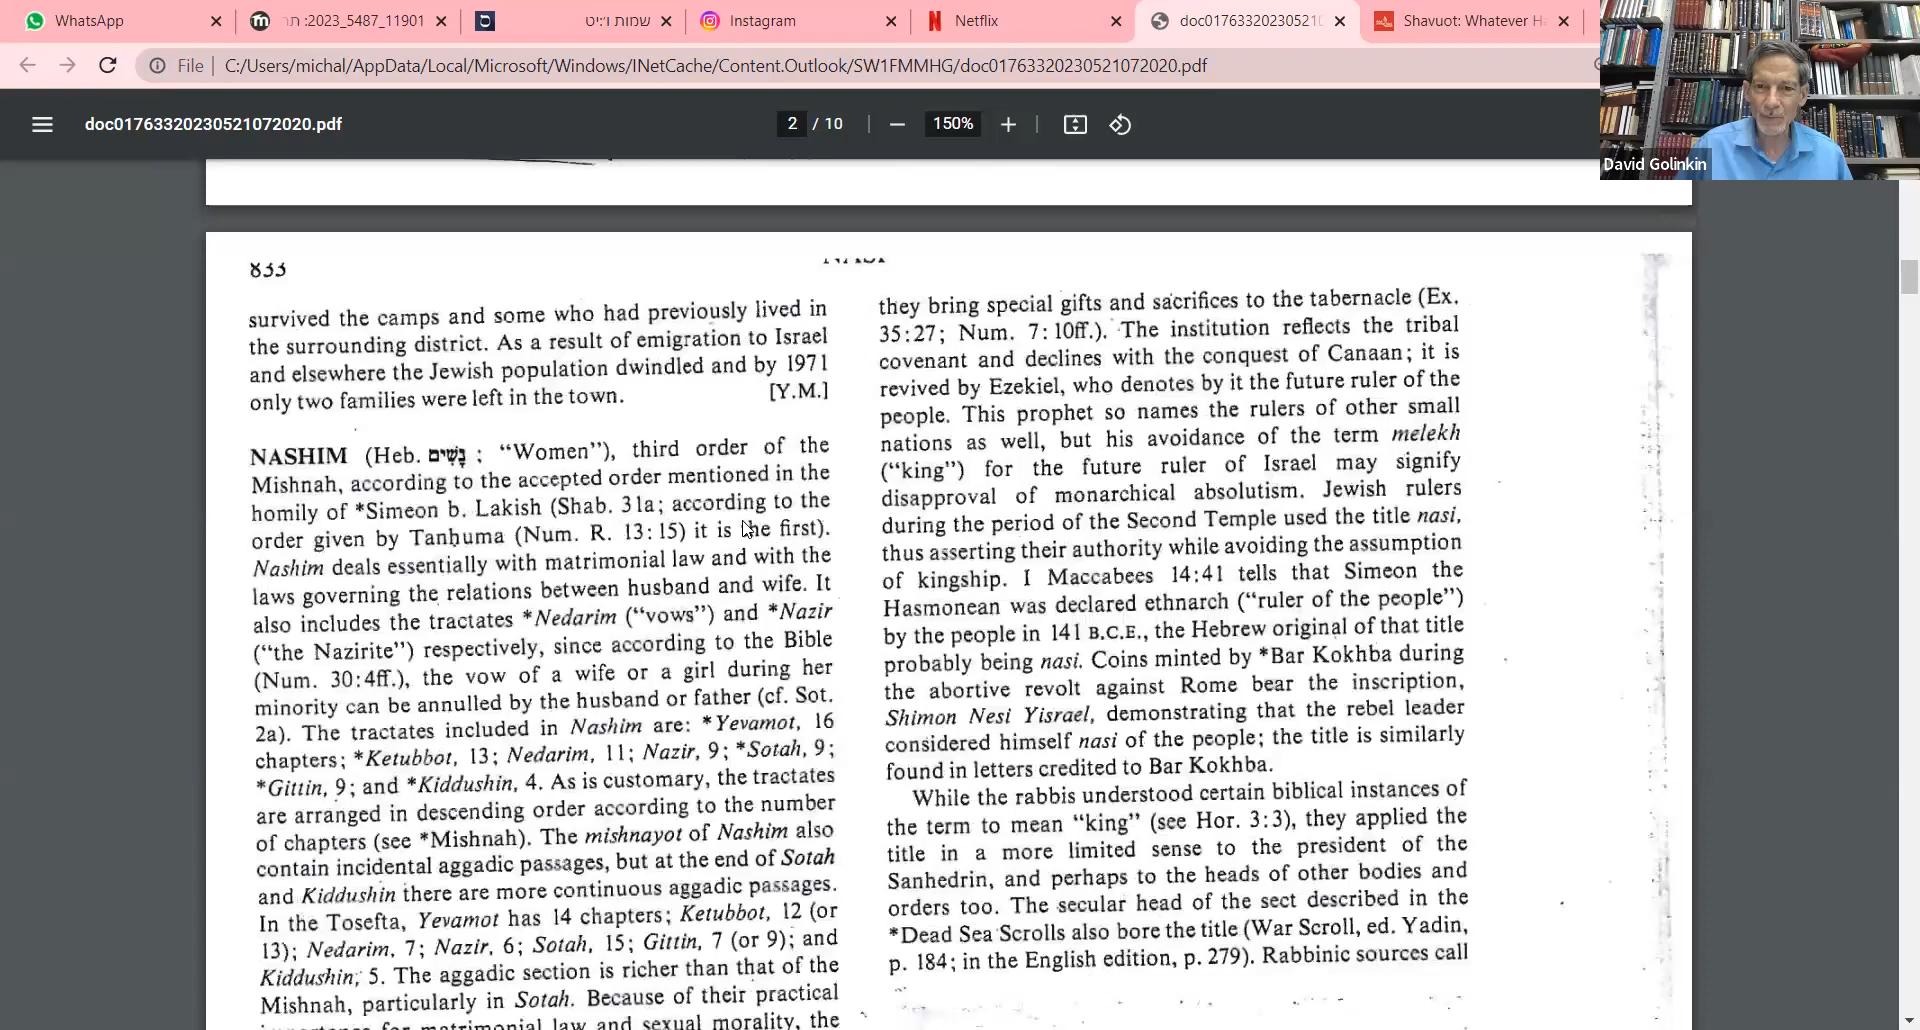 WhatsApp
2023_5487_11901: תר
שמות ו׳:יט
Instagram
Netflix
doc0176332023052
Shavuot: Whatever H
File
C:/Users/michal/AppData/Local/Microsoft/Windows/INetCache/Content.Outlook/SW1FMMHG/doc01763320230521072020.pdf
doc01763320230521072020.pdf
2 / 10
150%
David Golinkin
833
NASI
survived the camps and some who had previously lived in
the surrounding district. As a result of emigration to Israel
and elsewhere the Jewish population dwindled and by 1971
only two families were left in the town. [Y.M.]
NASHIM (Heb. נָשִׁים ; “Women”), third order of the
Mishnah, according to the accepted order mentioned in the
homily of *Simeon b. Lakish (Shab. 31a; according to the
order given by Tanḥuma (Num. R. 13:15) it is the first).
Nashim deals essentially with matrimonial law and with the
laws governing the relations between husband and wife. It
also includes the tractates *Nedarim (“vows”) and *Nazir
(“the Nazirite”) respectively, since according to the Bible
(Num. 30:4ff.), the vow of a wife or a girl during her
minority can be annulled by the husband or father (cf. Sot.
2a). The tractates included in Nashim are: *Yevamot, 16
chapters; *Ketubbot, 13; Nedarim, 11; Nazir, 9; *Sotah, 9;
*Gittin, 9; and *Kiddushin, 4. As is customary, the tractates
are arranged in descending order according to the number
of chapters (see *Mishnah). The mishnayot of Nashim also
contain incidental aggadic passages, but at the end of Sotah
and Kiddushin there are more continuous aggadic passages.
In the Tosefta, Yevamot has 14 chapters; Ketubbot, 12 (or
13); Nedarim, 7; Nazir, 6; Sotah, 15; Gittin, 7 (or 9); and
Kiddushin, 5. The aggadic section is richer than that of the
Mishnah, particularly in Sotah. Because of their practical
importance for matrimonial law and sexual morality, the
they bring special gifts and sacrifices to the tabernacle (Ex.
35:27; Num. 7:10ff.). The institution reflects the tribal
covenant and declines with the conquest of Canaan; it is
revived by Ezekiel, who denotes by it the future ruler of the
people. This prophet so names the rulers of other small
nations as well, but his avoidance of the term melekh
(“king”) for the future ruler of Israel may signify
disapproval of monarchical absolutism. Jewish rulers
during the period of the Second Temple used the title nasi,
thus asserting their authority while avoiding the assumption
of kingship. I Maccabees 14:41 tells that Simeon the
Hasmonean was declared ethnarch (“ruler of the people”)
by the people in 141 B.C.E., the Hebrew original of that title
probably being nasi. Coins minted by *Bar Kokhba during
the abortive revolt against Rome bear the inscription,
Shimon Nesi Yisrael, demonstrating that the rebel leader
considered himself nasi of the people; the title is similarly
found in letters credited to Bar Kokhba.
While the rabbis understood certain biblical instances of
the term to mean “king” (see Hor. 3:3), they applied the
title in a more limited sense to the president of the
Sanhedrin, and perhaps to the heads of other bodies and
orders too. The secular head of the sect described in the
*Dead Sea Scrolls also bore the title (War Scroll, ed. Yadin,
p. 184; in the English edition, p. 279). Rabbinic sources call